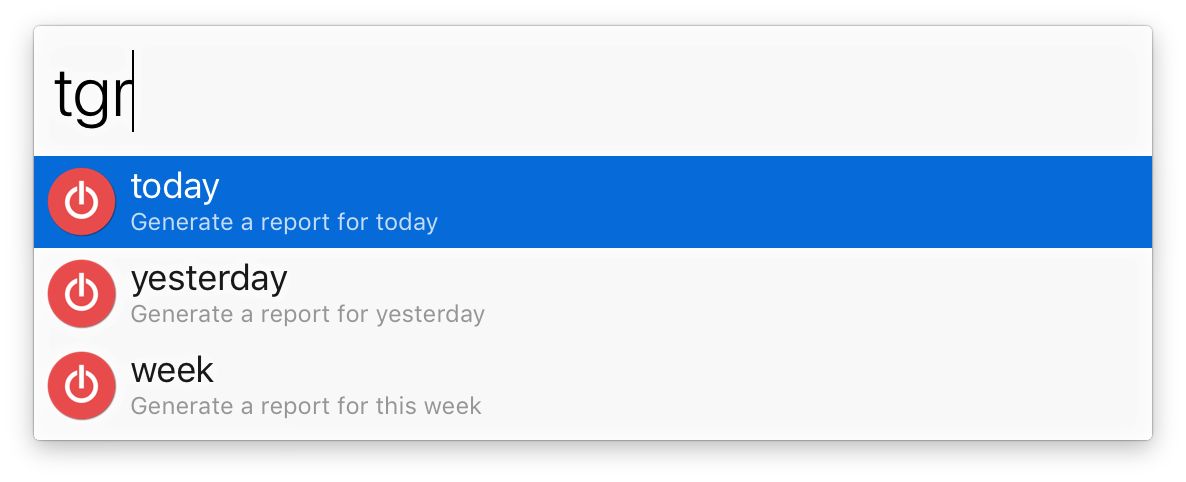 tgr
today
Generate a report for today
yesterday
Generate a report for yesterday
week
Generate a report for this week